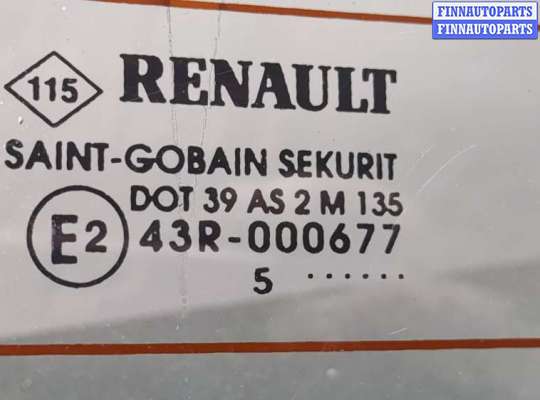 FINNAUTOPARTS
FINNAUTOPARTS
115 RENAULT
SAINT-GOBAIN SEKURIT
DOT 39 AS 2 M 135
E2 43R-000677
5 ......